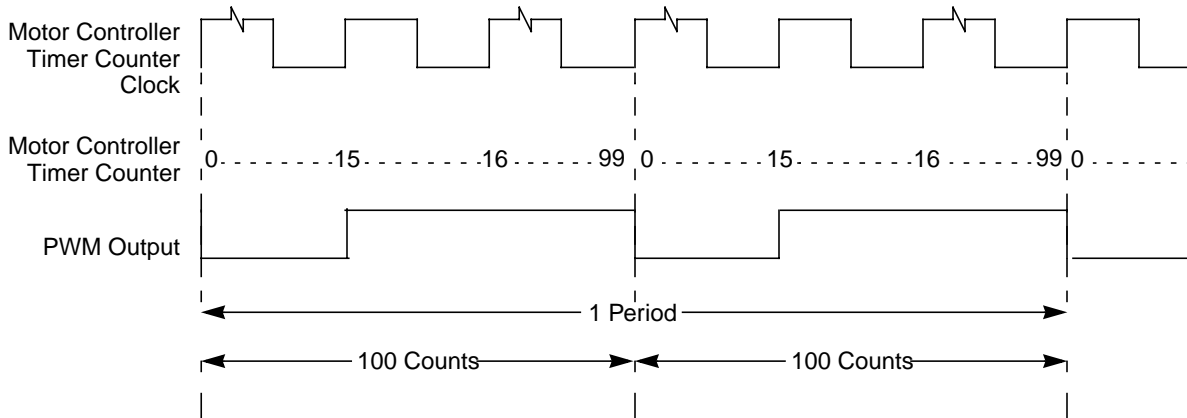 Motor Controller
Timer Counter
Clock
Motor Controller
Timer Counter
0 15 16 99 0 15 16 99 0
PWM Output
1 Period
100 Counts 100 Counts